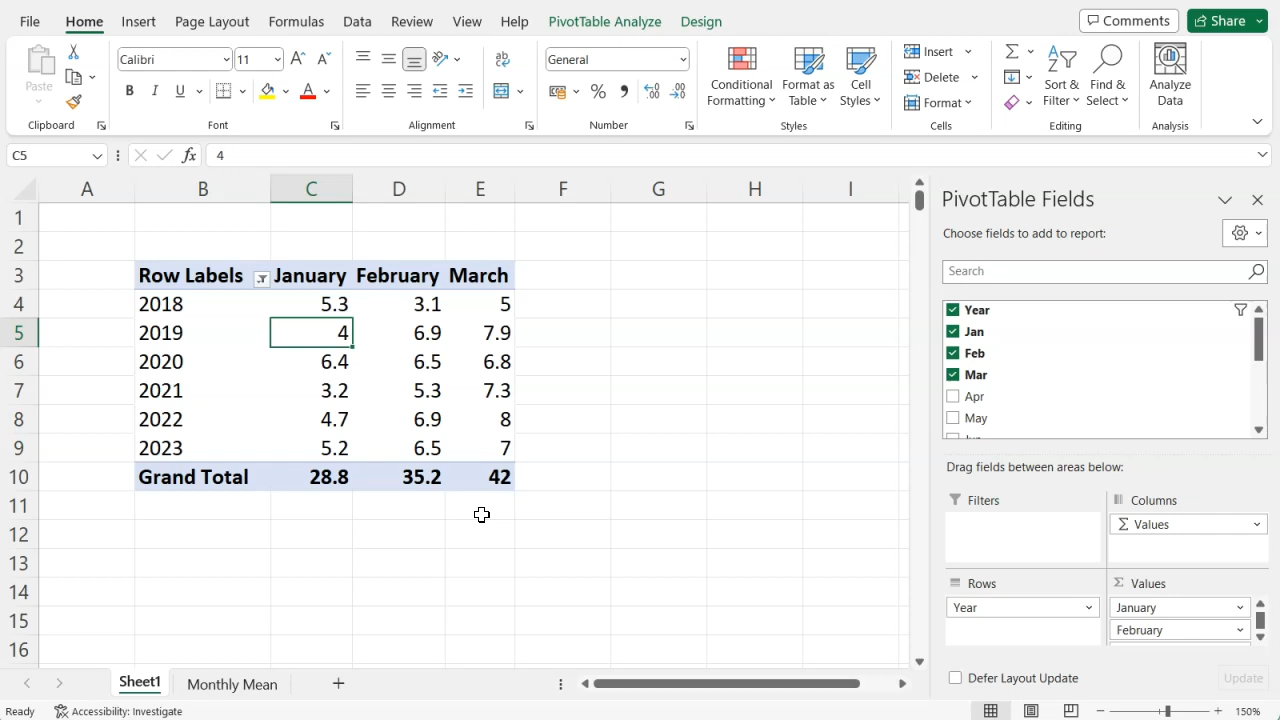 File Home Insert Page Layout Formulas Data Review View Help PivotTable Analyze Design Comments Share
Calibri 11 General
Paste
B I U
Conditional Formatting
Format as Table
Cell Styles
Insert
Delete
Format
Sort & Filter
Find & Select
Analyze Data
Clipboard Font Alignment Number Styles Cells Editing Analysis
C5 fx 4
A B C D E F G H I
1
2
3 Row Labels January February March
4 2018 5.3 3.1 5
5 2019 4 6.9 7.9
6 2020 6.4 6.5 6.8
7 2021 3.2 5.3 7.3
8 2022 4.7 6.9 8
9 2023 5.2 6.5 7
10 Grand Total 28.8 35.2 42
11
12
13
14
15
16
PivotTable Fields
Choose fields to add to report:
Search
Year
Jan
Feb
Mar
Apr
May
Drag fields between areas below:
Filters Columns
Σ Values
Rows Σ Values
Year January
February
Defer Layout Update Update
Sheet1 Monthly Mean
Ready Accessibility: Investigate 150%